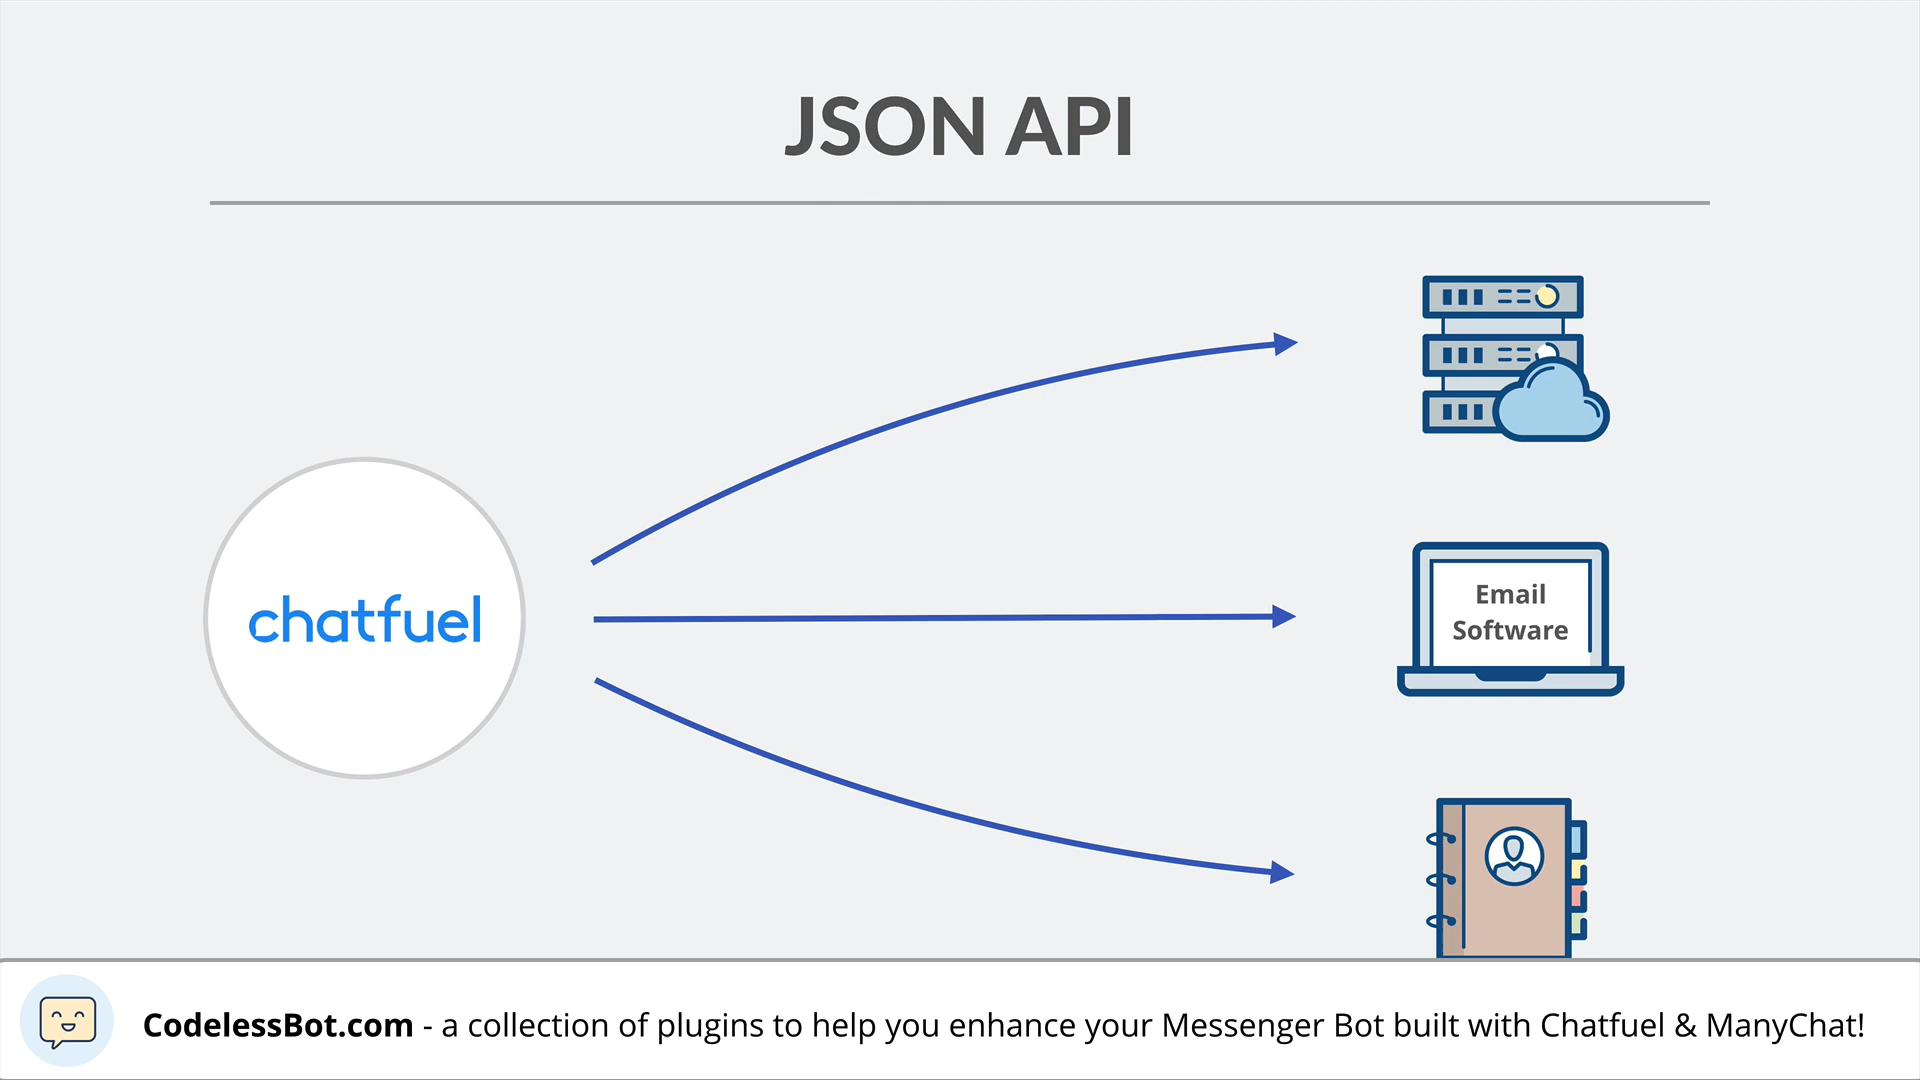 JSON API
chatfuel
Email
Software
CodelessBot.com - a collection of plugins to help you enhance your Messenger Bot built with Chatfuel & ManyChat!